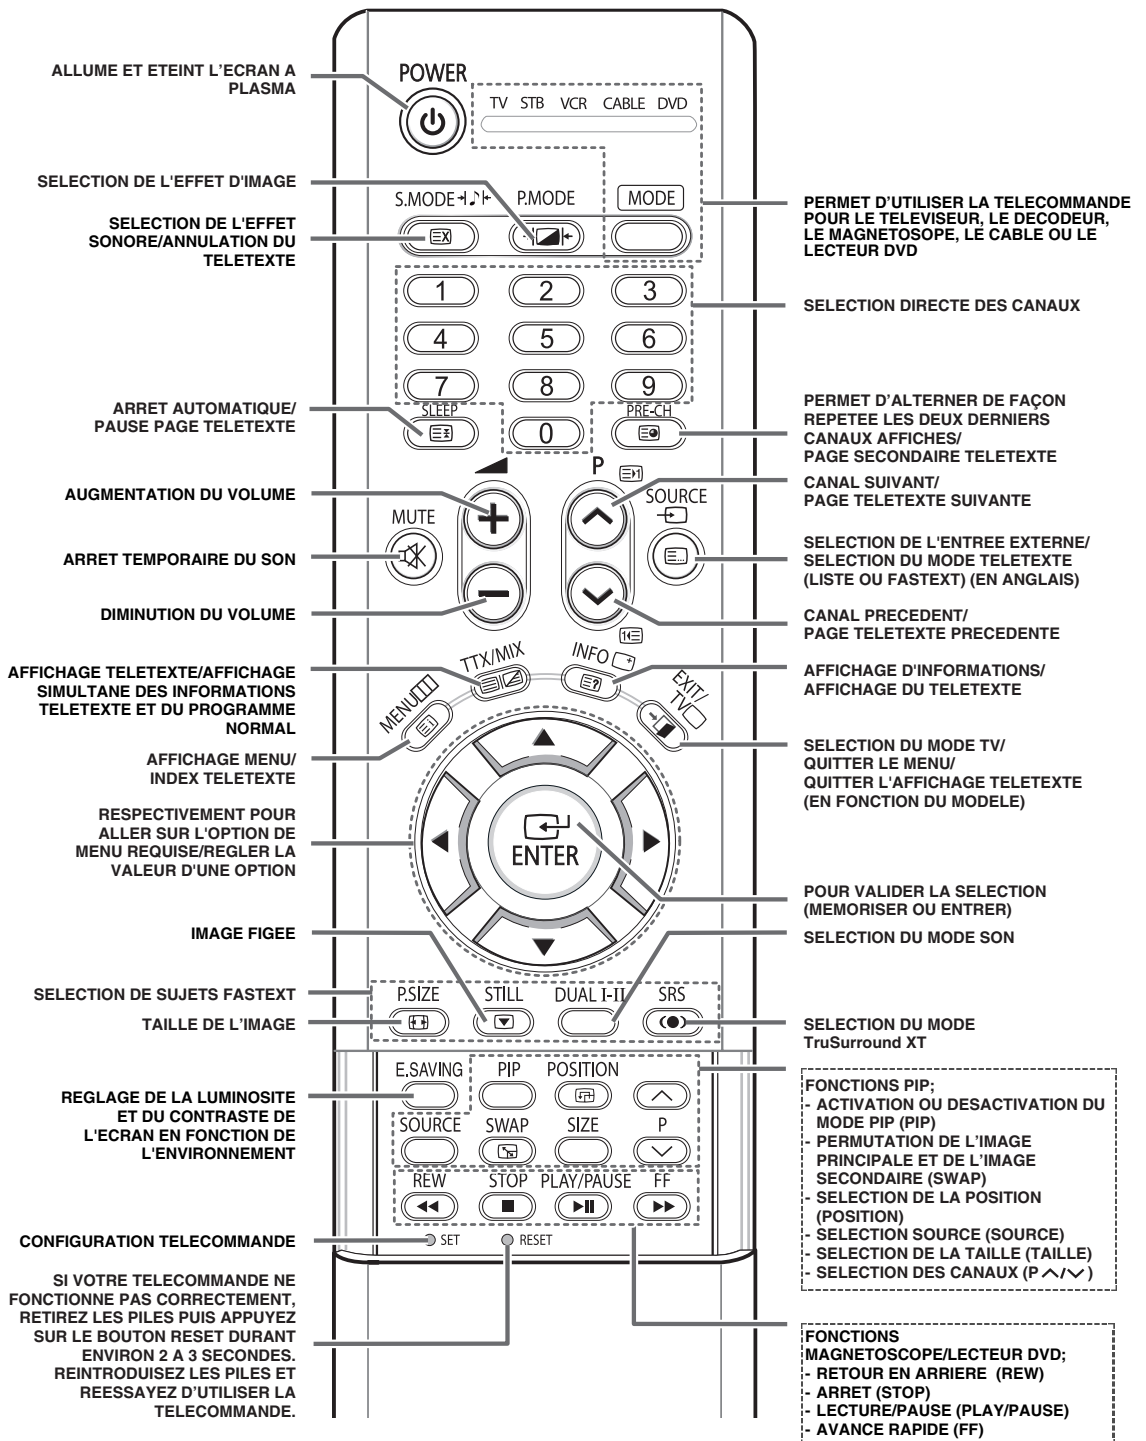 ALLUME ET ETEINT L'ECRAN A
PLASMA
SELECTION DE L'EFFET D'IMAGE
SELECTION DE L'EFFET
SONORE/ANNULATION DU
TELETEXTE
ARRET AUTOMATIQUE/
PAUSE PAGE TELETEXTE
AUGMENTATION DU VOLUME
ARRET TEMPORAIRE DU SON
DIMINUTION DU VOLUME
AFFICHAGE TELETEXTE/AFFICHAGE
SIMULTANE DES INFORMATIONS
TELETEXTE ET DU PROGRAMME
NORMAL
AFFICHAGE MENU/
INDEX TELETEXTE
RESPECTIVEMENT POUR
ALLER SUR L'OPTION DE
MENU REQUISE/REGLER LA
VALEUR D'UNE OPTION
IMAGE FIGEE
SELECTION DE SUJETS FASTEXT
TAILLE DE L'IMAGE
REGLAGE DE LA LUMINOSITE
ET DU CONTRASTE DE
L'ECRAN EN FONCTION DE
L'ENVIRONNEMENT
CONFIGURATION TELECOMMANDE
SI VOTRE TELECOMMANDE NE
FONCTIONNE PAS CORRECTEMENT,
RETIREZ LES PILES PUIS APPUYEZ
SUR LE BOUTON RESET DURANT
ENVIRON 2 A 3 SECONDES.
REINTRODUISEZ LES PILES ET
REESSAYEZ D'UTILISER LA
TELECOMMANDE.
POWER
TV STB VCR CABLE DVD
S.MODE P.MODE MODE
1 2 3
4 5 6
7 8 9
SLEEP 0 PRE-CH
P
MUTE SOURCE
TTX/MIX INFO
MENU EXIT/
TV
ENTER
P.SIZE STILL DUAL I-II SRS
E.SAVING PIP POSITION
SOURCE SWAP SIZE P
REW STOP PLAY/PAUSE FF
SET RESET
PERMET D'UTILISER LA TELECOMMANDE
POUR LE TELEVISEUR, LE DECODEUR,
LE MAGNETOSOPE, LE CABLE OU LE
LECTEUR DVD
SELECTION DIRECTE DES CANAUX
PERMET D'ALTERNER DE FAÇON
REPETEE LES DEUX DERNIERS
CANAUX AFFICHES/
PAGE SECONDAIRE TELETEXTE
CANAL SUIVANT/
PAGE TELETEXTE SUIVANTE
SELECTION DE L'ENTREE EXTERNE/
SELECTION DU MODE TELETEXTE
(LISTE OU FASTEXT) (EN ANGLAIS)
CANAL PRECEDENT/
PAGE TELETEXTE PRECEDENTE
AFFICHAGE D'INFORMATIONS/
AFFICHAGE DU TELETEXTE
SELECTION DU MODE TV/
QUITTER LE MENU/
QUITTER L'AFFICHAGE TELETEXTE
(EN FONCTION DU MODELE)
POUR VALIDER LA SELECTION
(MEMORISER OU ENTRER)
SELECTION DU MODE SON
SELECTION DU MODE
TruSurround XT
FONCTIONS PIP;
- ACTIVATION OU DESACTIVATION DU
MODE PIP (PIP)
- PERMUTATION DE L'IMAGE
PRINCIPALE ET DE L'IMAGE
SECONDAIRE (SWAP)
- SELECTION DE LA POSITION
(POSITION)
- SELECTION SOURCE (SOURCE)
- SELECTION DE LA TAILLE (TAILLE)
- SELECTION DES CANAUX (P ︿/﹀)
FONCTIONS
MAGNETOSCOPE/LECTEUR DVD;
- RETOUR EN ARRIERE (REW)
- ARRET (STOP)
- LECTURE/PAUSE (PLAY/PAUSE)
- AVANCE RAPIDE (FF)